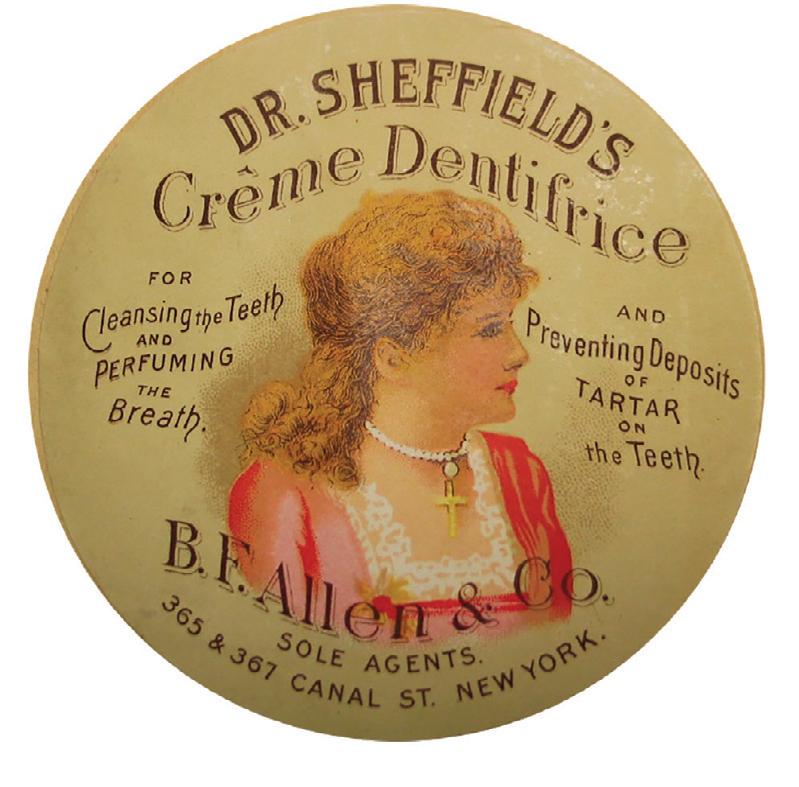 DR. SHEFFIELD'S
Crême Dentifrice
FOR
Cleansing the Teeth
AND
PERFUMING
THE
Breath.
AND
Preventing Deposits
OF
TARTAR
ON
the Teeth.
B.F. Allen & Co.
SOLE AGENTS.
365 & 367 CANAL ST. NEW YORK.